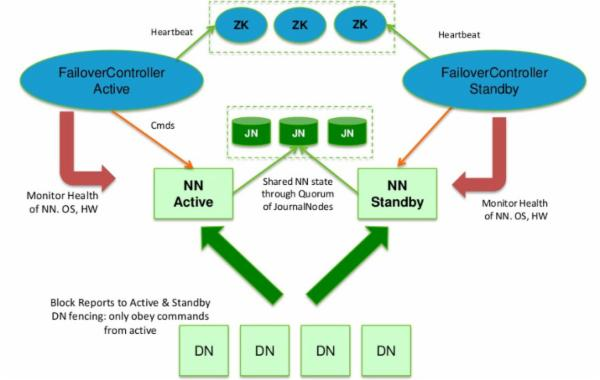 ZK
ZK
ZK
Heartbeat
Heartbeat
FailoverController
Active
FailoverController
Standby
Cmds
JN
JN
JN
NN
Active
Shared NN state
through Quorum
of JournalNodes
NN
Standby
Monitor Health
of NN. OS, HW
Monitor Health
of NN. OS, HW
Block Reports to Active & Standby
DN fencing: only obey commands
from active
DN
DN
DN
DN